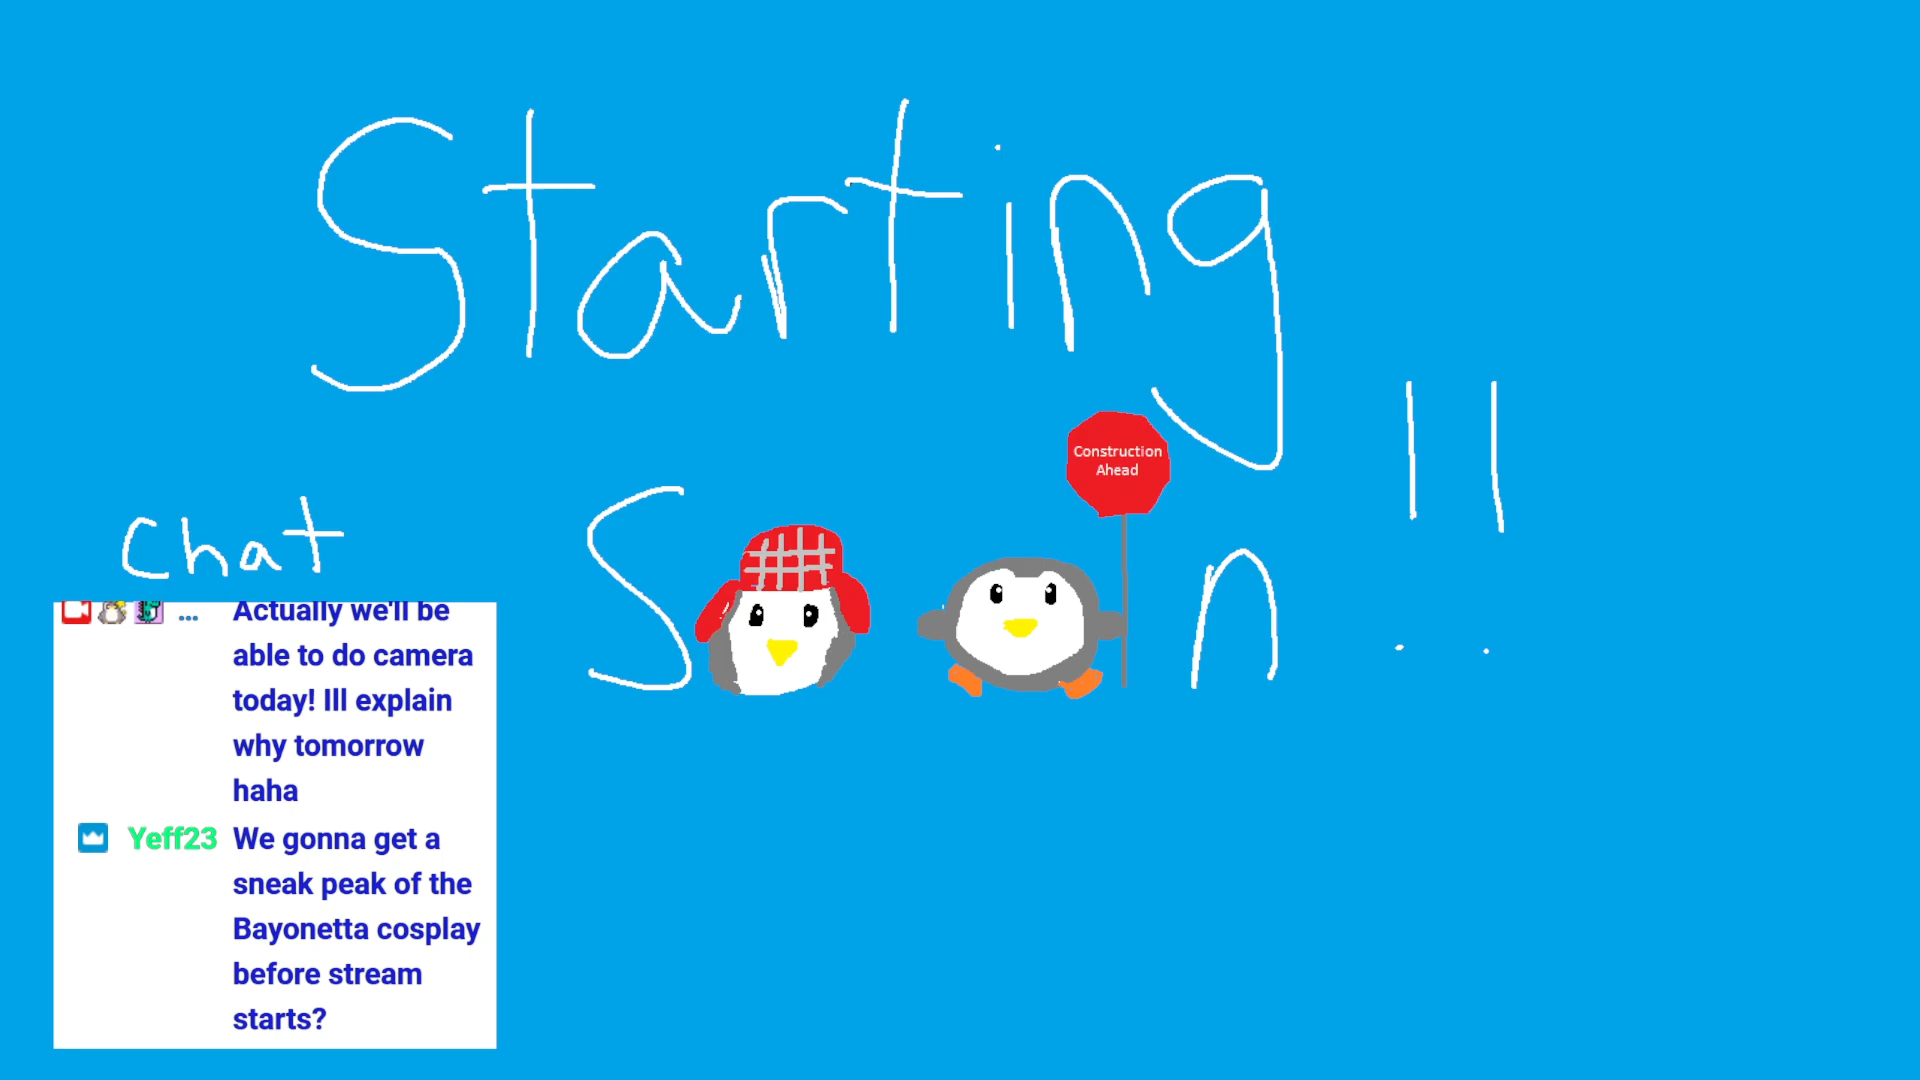 Starting
Construction
Ahead
S n !!
Chat
... Actually we'll be
able to do camera
today! Ill explain
why tomorrow
haha
Yeff23 We gonna get a
sneak peak of the
Bayonetta cosplay
before stream
starts?